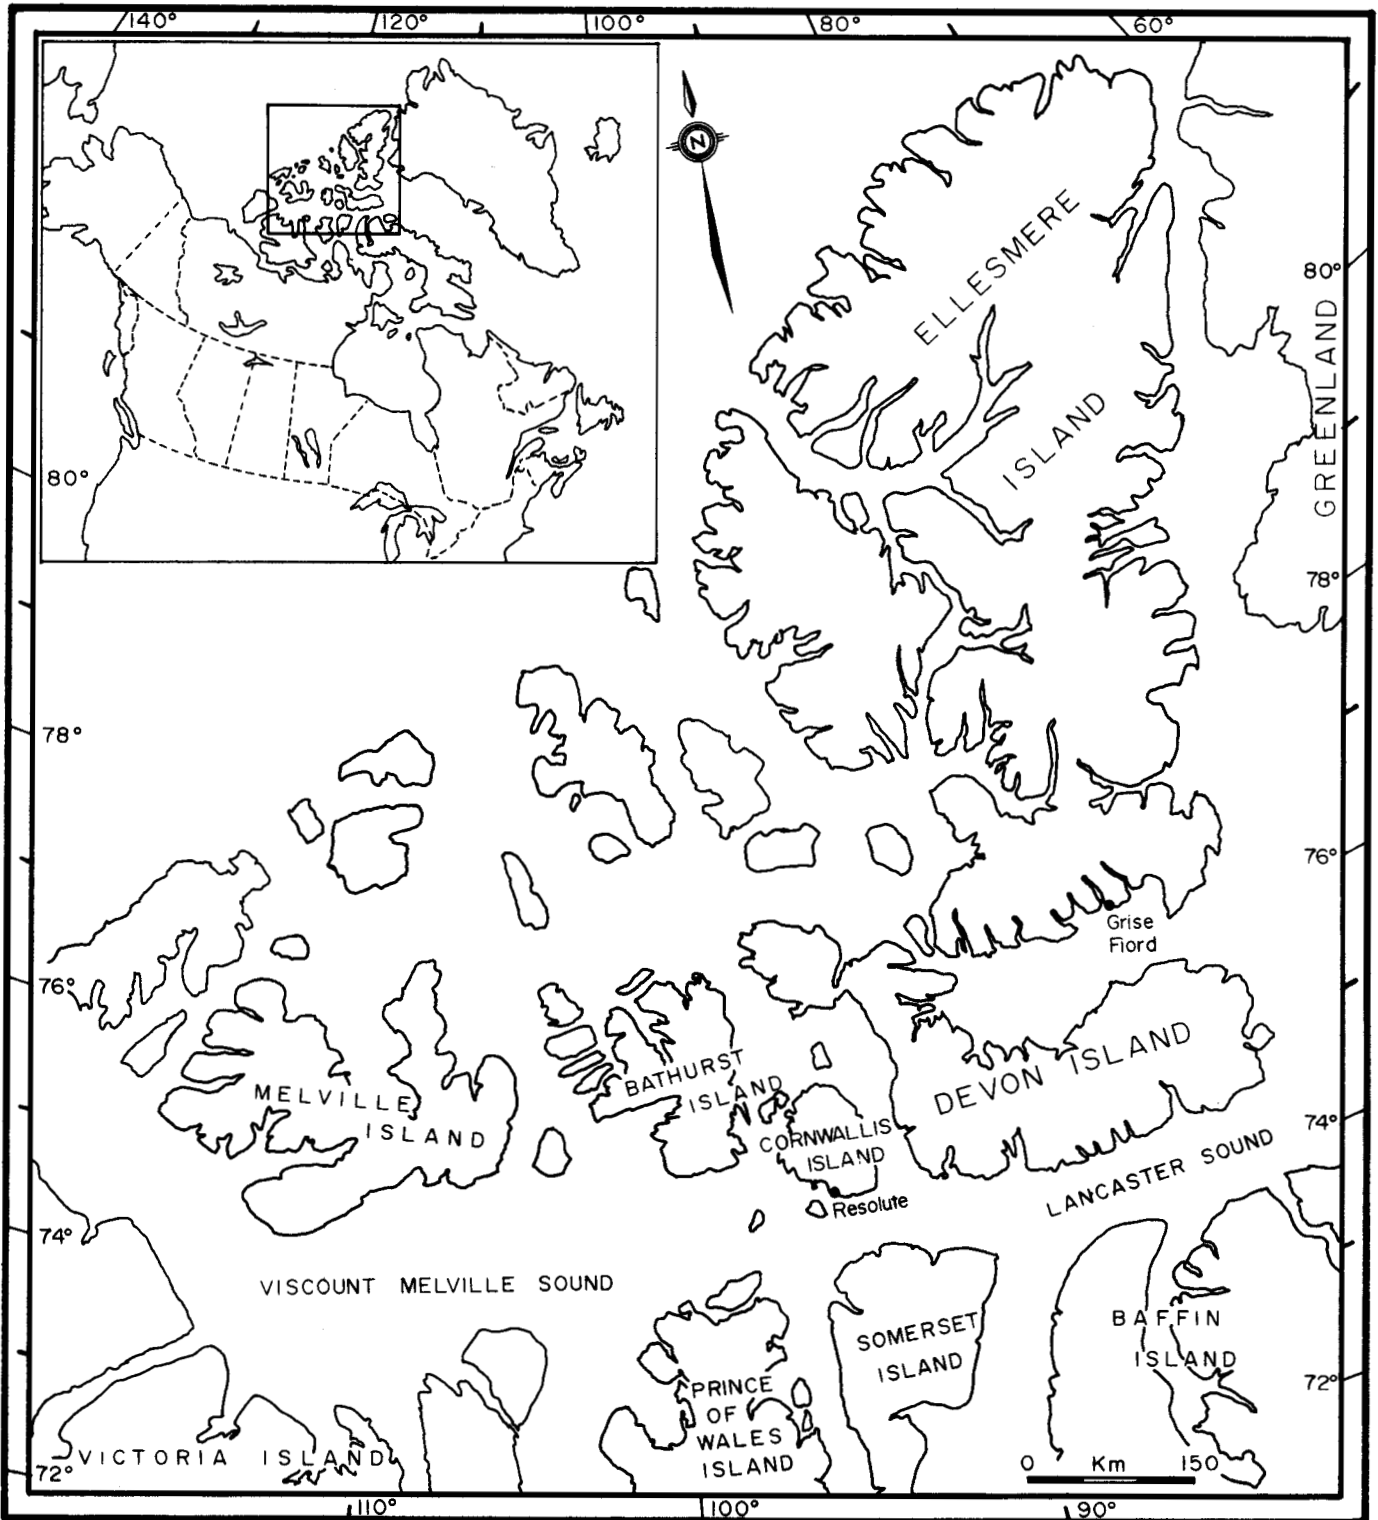 140° 120° 100° 80° 60°
N
ELLESMERE
ISLAND
GREENLAND
80°
80°
78°
78°
76°
76°
Grise
Fiord
DEVON ISLAND
BATHURST
ISLAND
MELVILLE
ISLAND
CORNWALLIS
ISLAND
Resolute
LANCASTER SOUND
74°
74°
VISCOUNT MELVILLE SOUND
SOMERSET
ISLAND
BAFFIN
ISLAND
PRINCE
OF
WALES
ISLAND
VICTORIA ISLAND
72°
72°
0 Km 150
110° 100° 90°